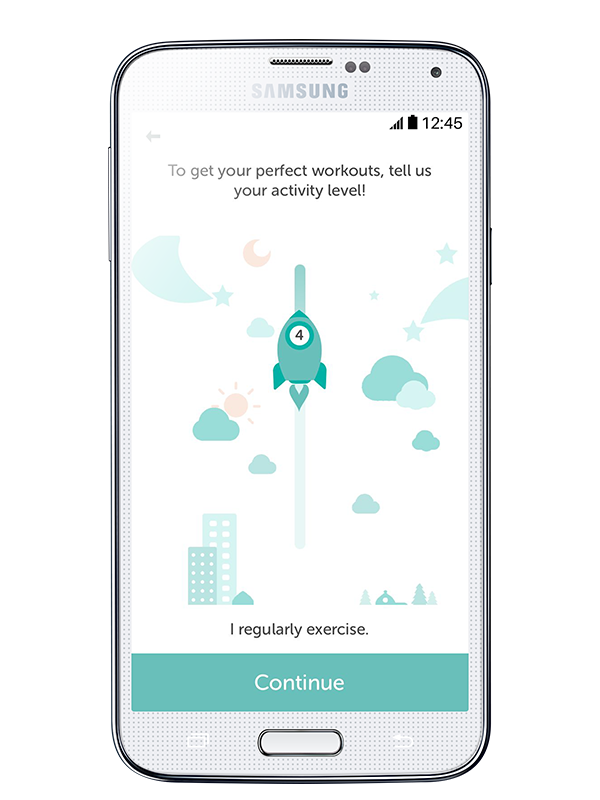 SAMSUNG
12:45
To get your perfect workouts, tell us
your activity level!
4
I regularly exercise.
Continue